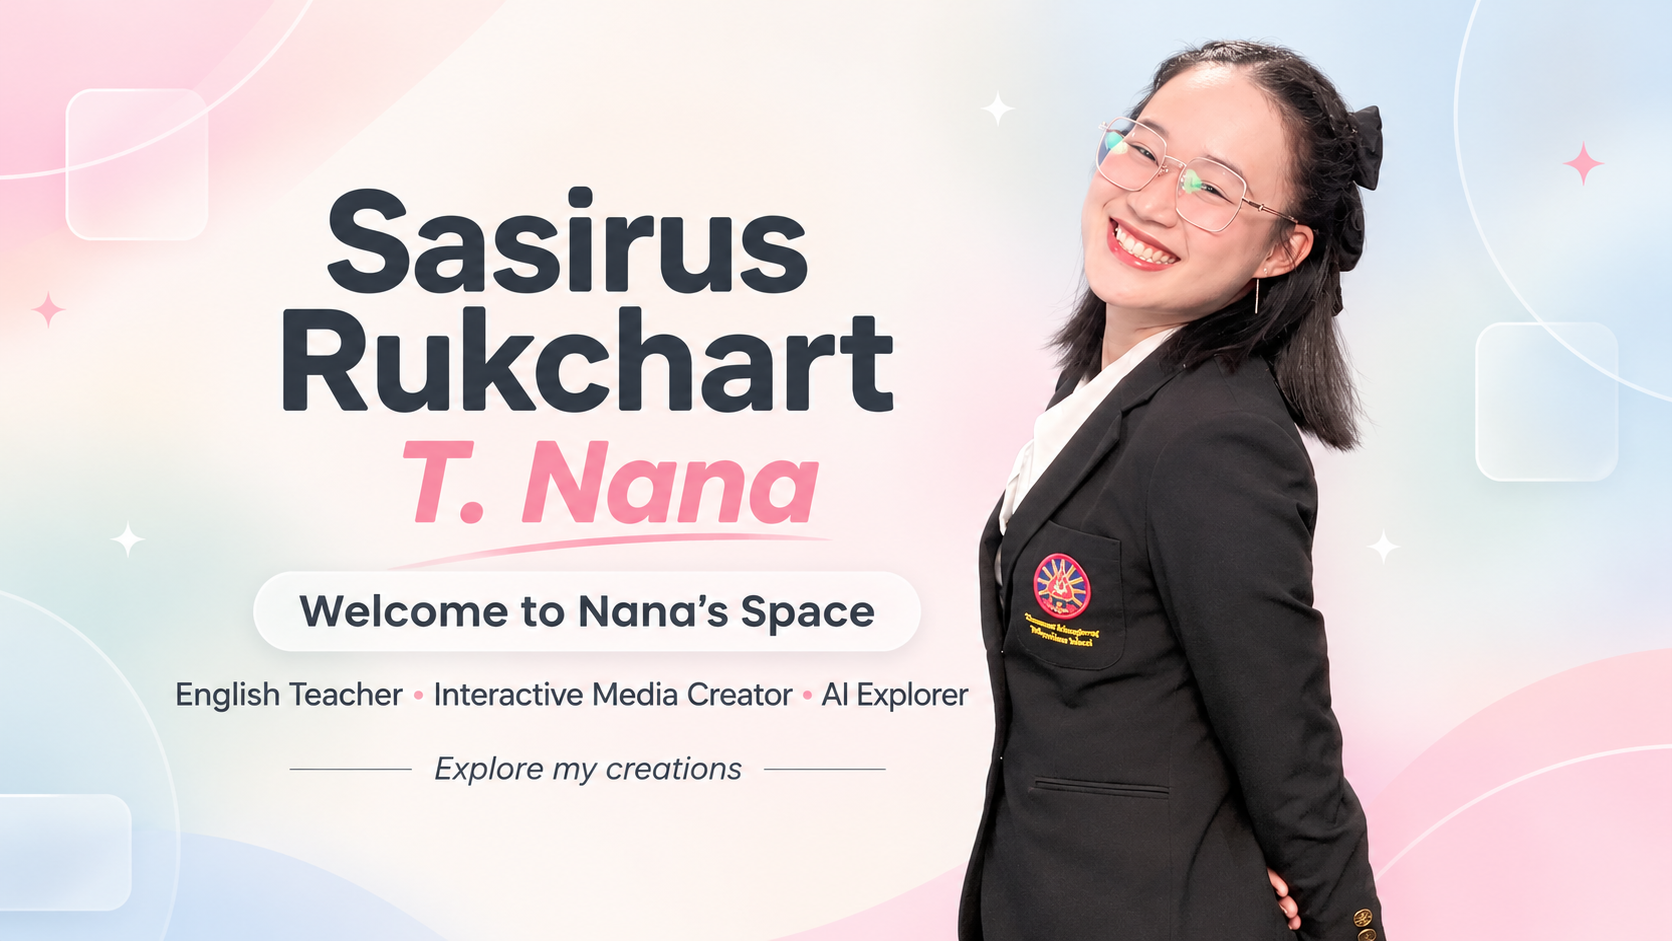 Sasirus
Rukchart
T. Nana
Welcome to Nana’s Space
English Teacher • Interactive Media Creator • AI Explorer
Explore my creations